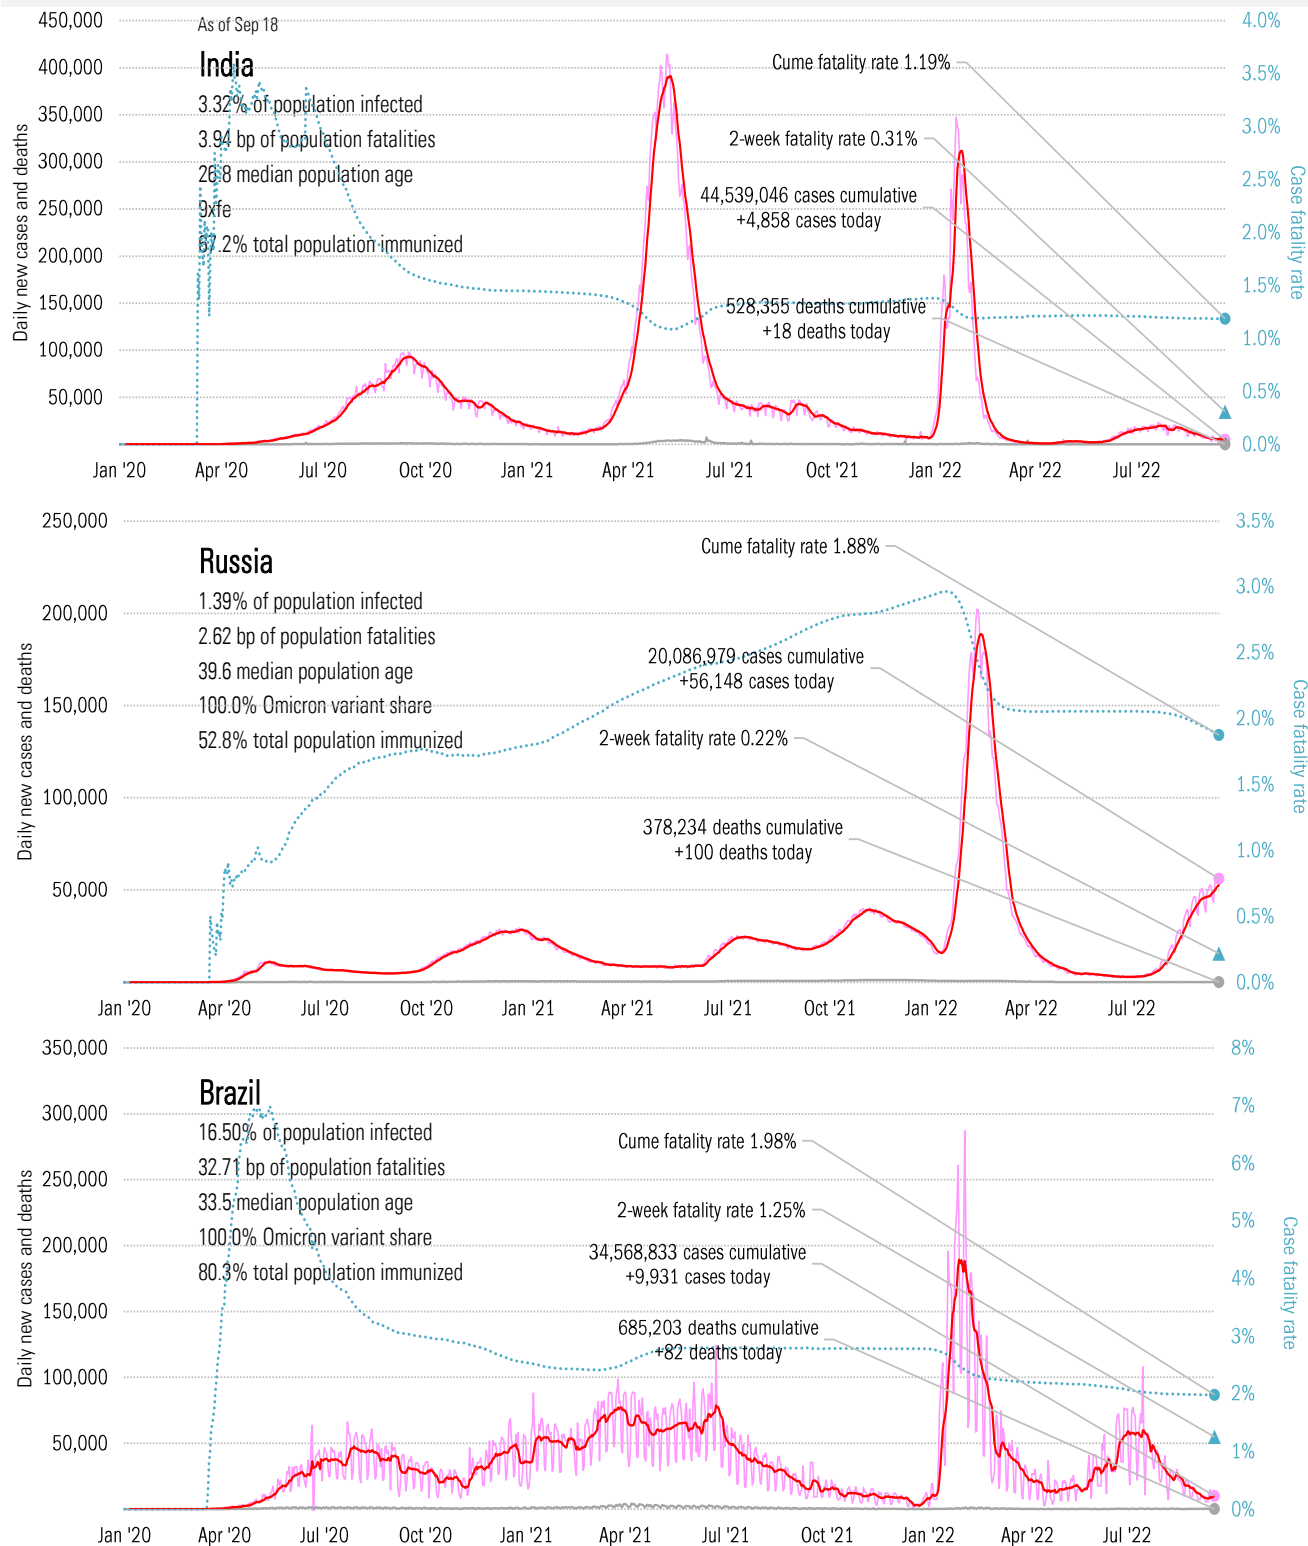 As of Sep 18
India
3.32% of population infected
3.94 bp of population fatalities
26.8 median population age
9xfe
67.2% total population immunized
Cume fatality rate 1.19%
2-week fatality rate 0.31%
44,539,046 cases cumulative
+4,858 cases today
528,355 deaths cumulative
+18 deaths today
Daily new cases and deaths
450,000
400,000
350,000
300,000
250,000
200,000
150,000
100,000
50,000
Case fatality rate
4.0%
3.5%
3.0%
2.5%
2.0%
1.5%
1.0%
0.5%
0.0%
Jan '20 Apr '20 Jul '20 Oct '20 Jan '21 Apr '21 Jul '21 Oct '21 Jan '22 Apr '22 Jul '22
Russia
1.39% of population infected
2.62 bp of population fatalities
39.6 median population age
100.0% Omicron variant share
52.8% total population immunized
Cume fatality rate 1.88%
20,086,979 cases cumulative
+56,148 cases today
2-week fatality rate 0.22%
378,234 deaths cumulative
+100 deaths today
Daily new cases and deaths
250,000
200,000
150,000
100,000
50,000
Case fatality rate
3.5%
3.0%
2.5%
2.0%
1.5%
1.0%
0.5%
0.0%
Jan '20 Apr '20 Jul '20 Oct '20 Jan '21 Apr '21 Jul '21 Oct '21 Jan '22 Apr '22 Jul '22
Brazil
16.50% of population infected
32.71 bp of population fatalities
33.5 median population age
100.0% Omicron variant share
80.3% total population immunized
Cume fatality rate 1.98%
2-week fatality rate 1.25%
34,568,833 cases cumulative
+9,931 cases today
685,203 deaths cumulative
+82 deaths today
Daily new cases and deaths
350,000
300,000
250,000
200,000
150,000
100,000
50,000
Case fatality rate
8%
7%
6%
5%
4%
3%
2%
1%
0%
Jan '20 Apr '20 Jul '20 Oct '20 Jan '21 Apr '21 Jul '21 Oct '21 Jan '22 Apr '22 Jul '22